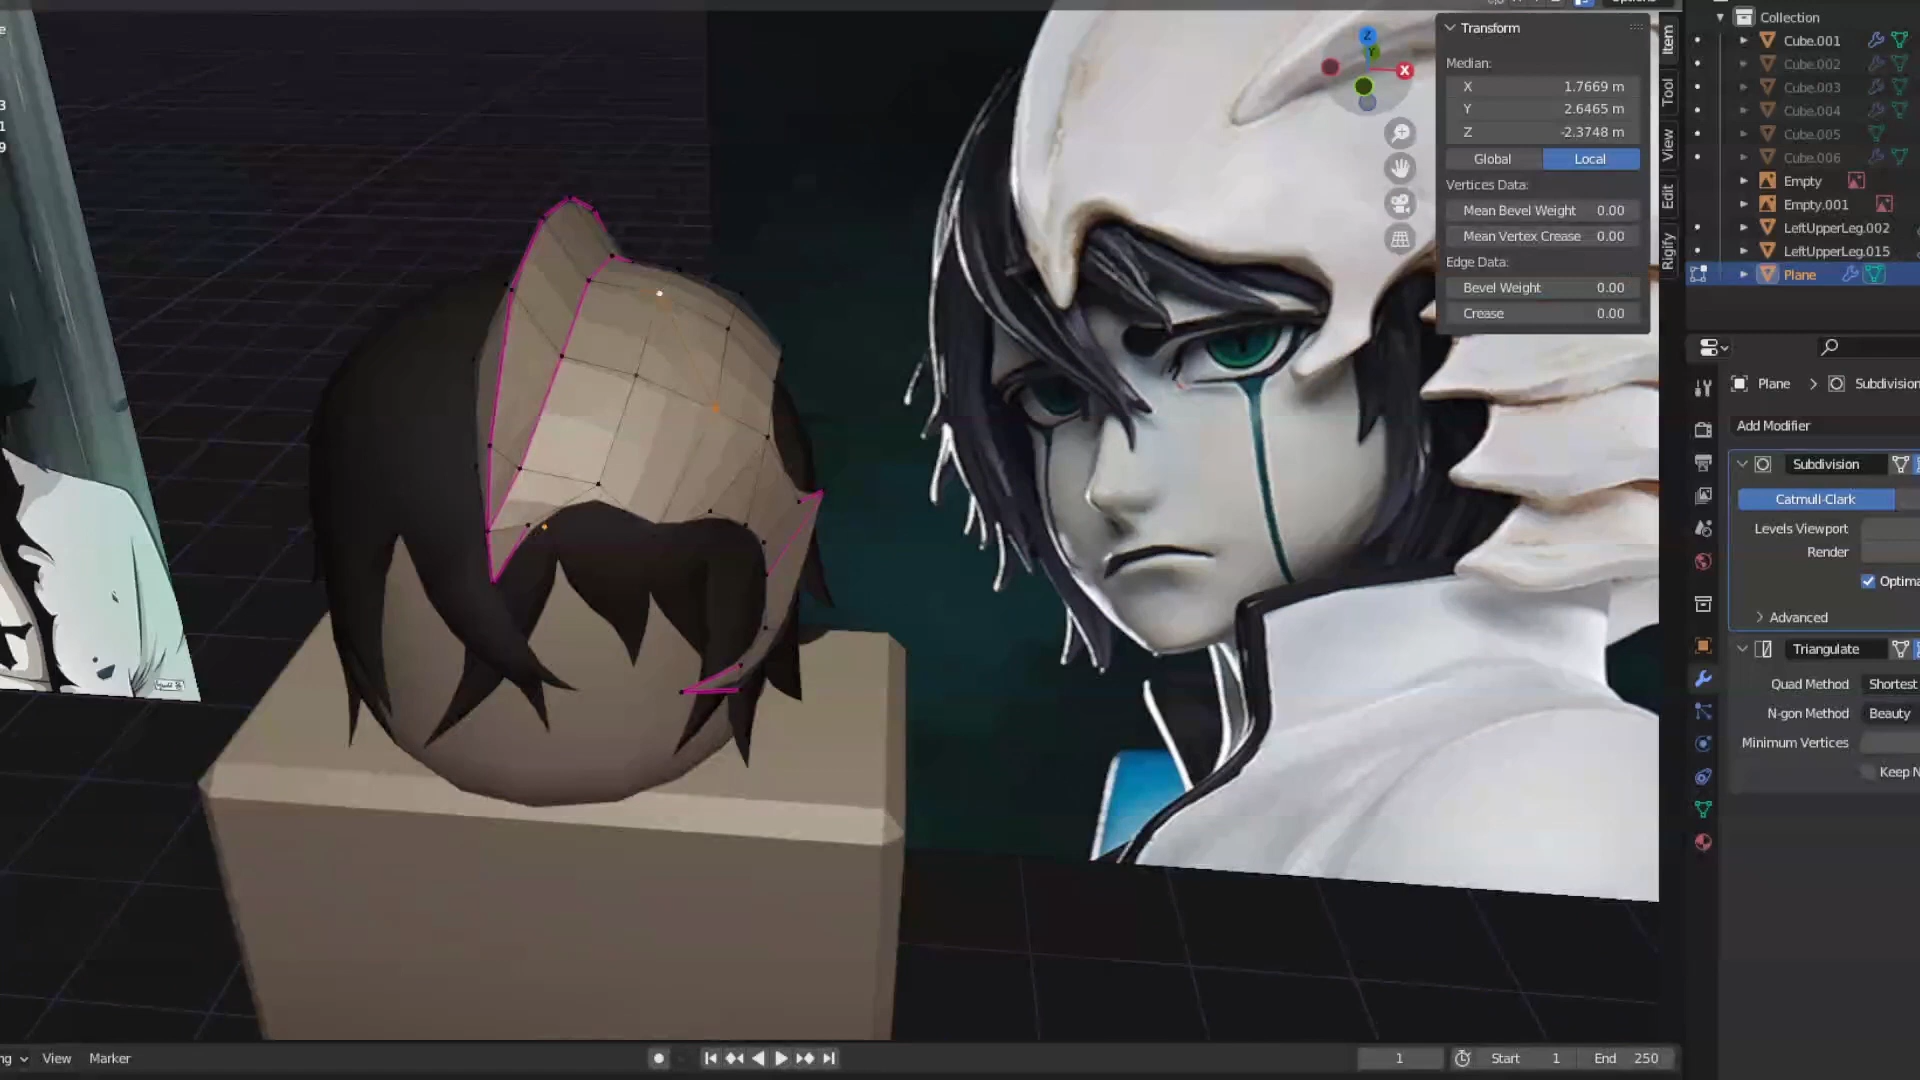 e
3
1
9
Transform
Median:
X 1.7669 m
Y 2.6465 m
Z -2.3748 m
Global Local
Vertices Data:
Mean Bevel Weight 0.00
Mean Vertex Crease 0.00
Edge Data:
Bevel Weight 0.00
Crease 0.00
Z
Y
X
Item
Tool
View
Edit
Rigify
Collection
Cube.001
Cube.002
Cube.003
Cube.004
Cube.005
Cube.006
Empty
Empty.001
LeftUpperLeg.002
LeftUpperLeg.015
Plane
Plane > Subdivision
Add Modifier
Subdivision
Catmull-Clark
Levels Viewport
Render
Optima
Advanced
Triangulate
Quad Method Shortest
N-gon Method Beauty
Minimum Vertices
Keep N
ng View Marker
1 Start 1 End 250